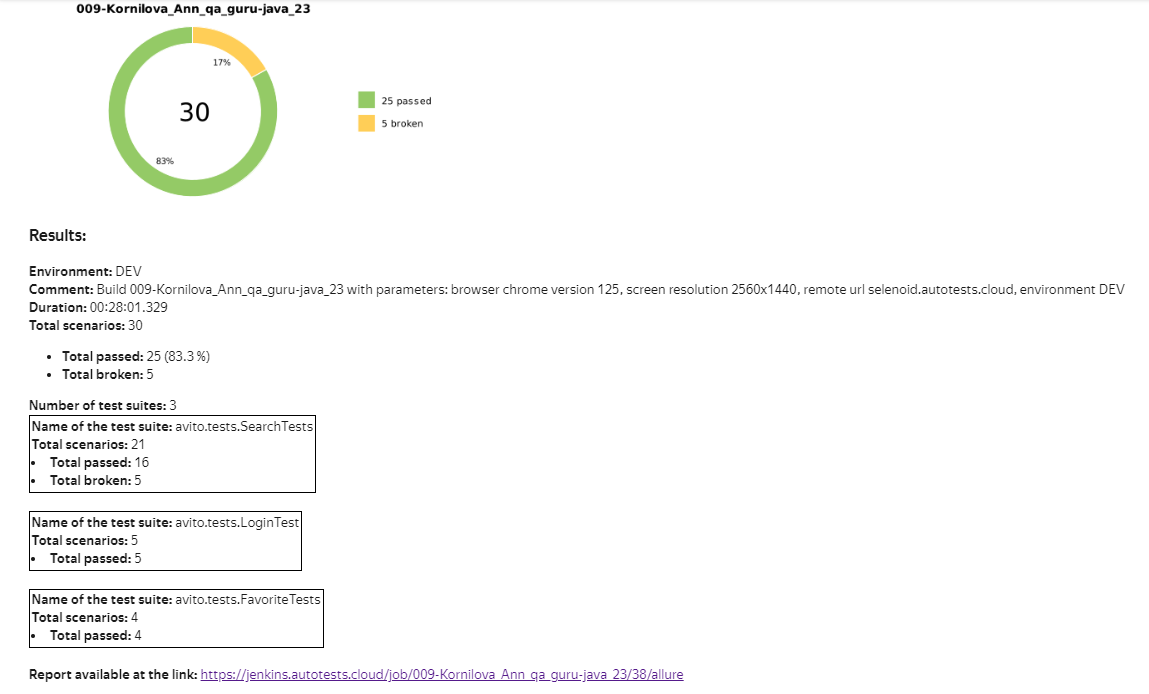 009-Kornilova_Ann_qa_guru-java_23
17%
30
83%
25 passed
5 broken
Results:
Environment: DEV
Comment: Build 009-Kornilova_Ann_qa_guru-java_23 with parameters: browser chrome version 125, screen resolution 2560x1440, remote url selenoid.autotests.cloud, environment DEV
Duration: 00:28:01.329
Total scenarios: 30
• Total passed: 25 (83.3 %)
• Total broken: 5
Number of test suites: 3
Name of the test suite: avito.tests.SearchTests
Total scenarios: 21
• Total passed: 16
• Total broken: 5
Name of the test suite: avito.tests.LoginTest
Total scenarios: 5
• Total passed: 5
Name of the test suite: avito.tests.FavoriteTests
Total scenarios: 4
• Total passed: 4
Report available at the link: https://jenkins.autotests.cloud/job/009-Kornilova_Ann_qa_guru-java_23/38/allure